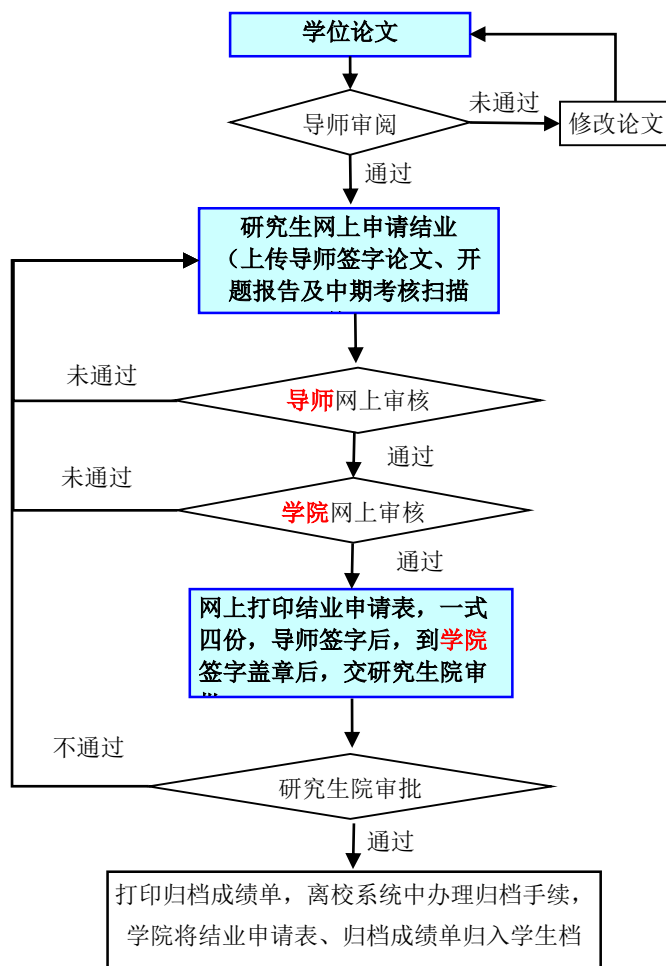 学位论文
导师审阅
未通过
修改论文
通过
研究生网上申请结业
（上传导师签字论文、开
题报告及中期考核扫描
未通过
导师网上审核
通过
未通过
学院网上审核
通过
网上打印结业申请表，一式
四份，导师签字后，到学院
签字盖章后，交研究生院审
不通过
研究生院审批
通过
打印归档成绩单，离校系统中办理归档手续，
学院将结业申请表、归档成绩单归入学生档